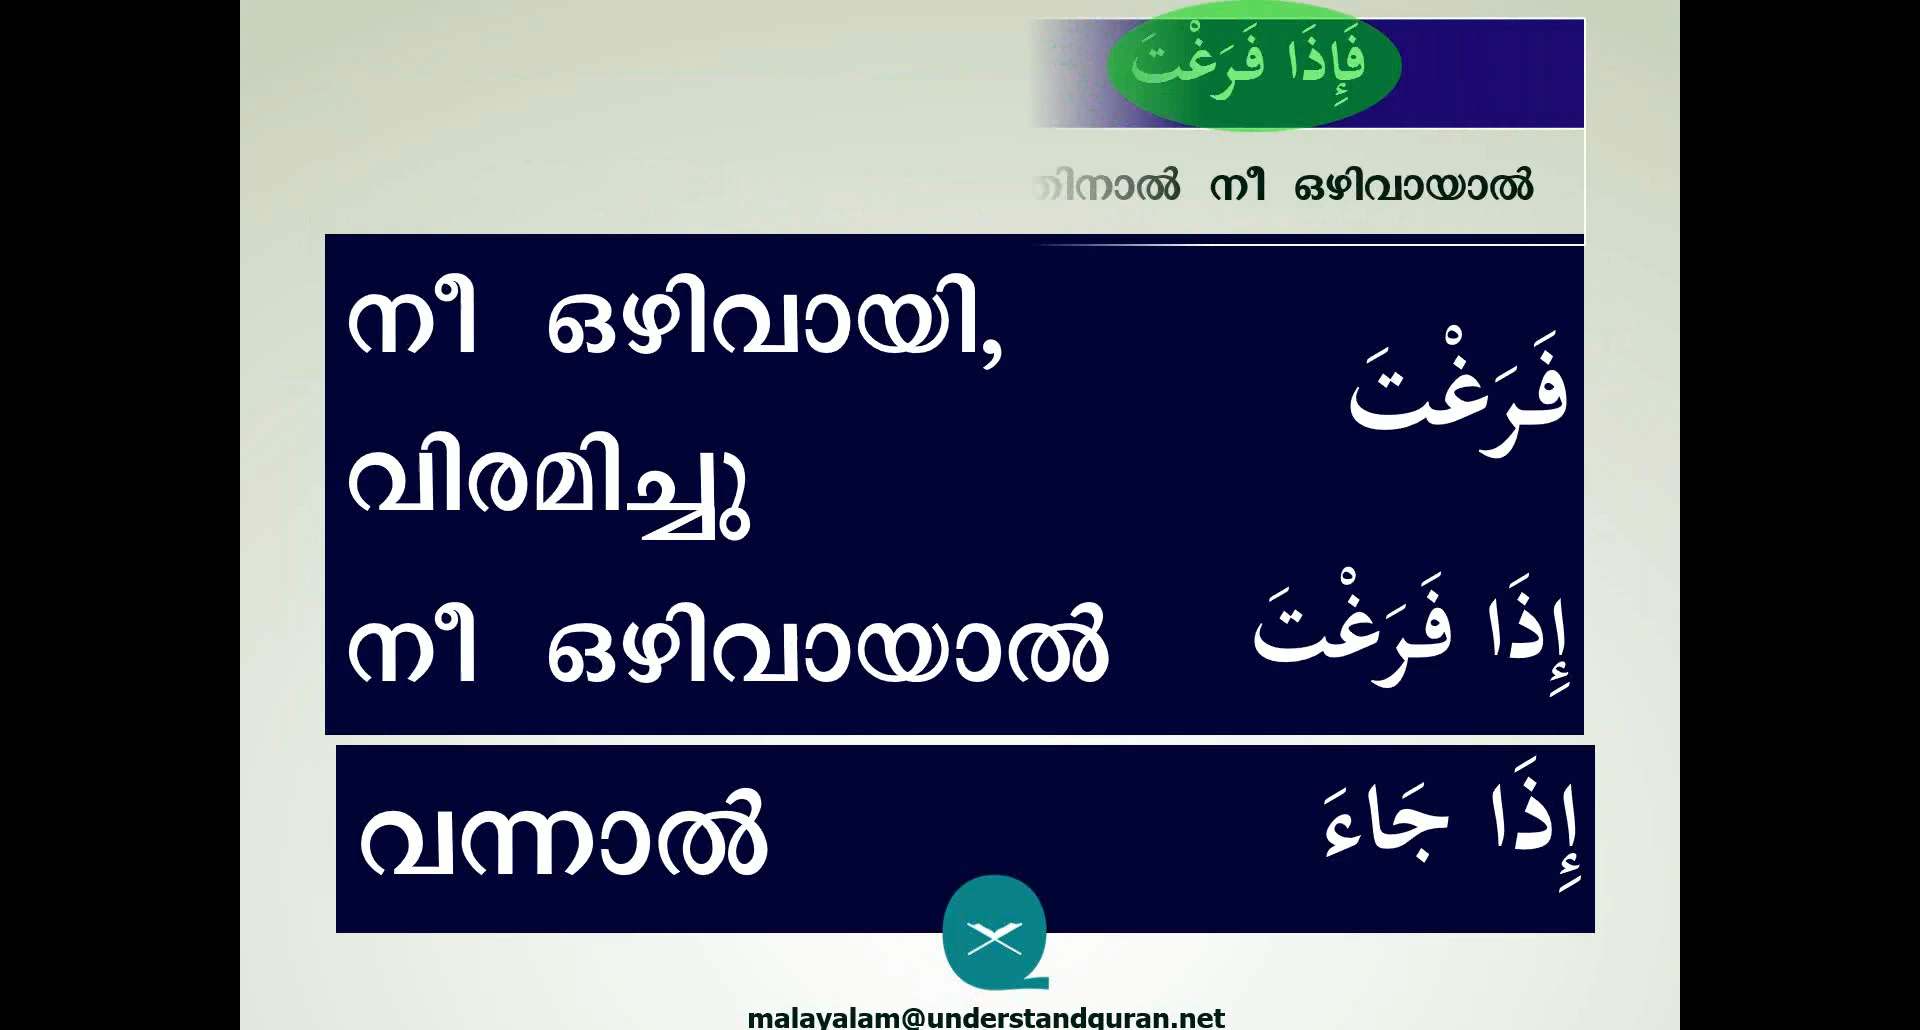 فَإِذَا فَرَغْتَ
നീ ഒഴിവായാൽ
നീ ഒഴിവായി,
വിരമിച്ചു
فَرَغْتَ
നീ ഒഴിവായാൽ إِذَا فَرَغْتَ
വന്നാൽ إِذَا جَاءَ
malayalam@understandquran.net